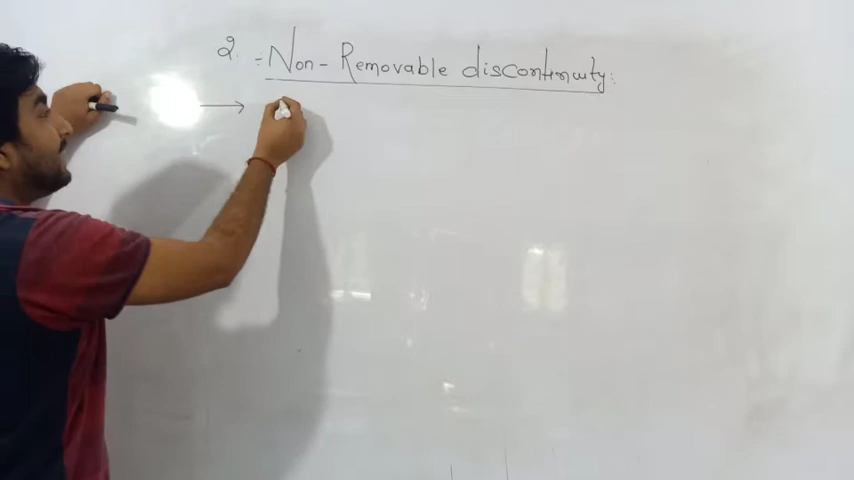 2. :- Non - Removable discontinuity :
→